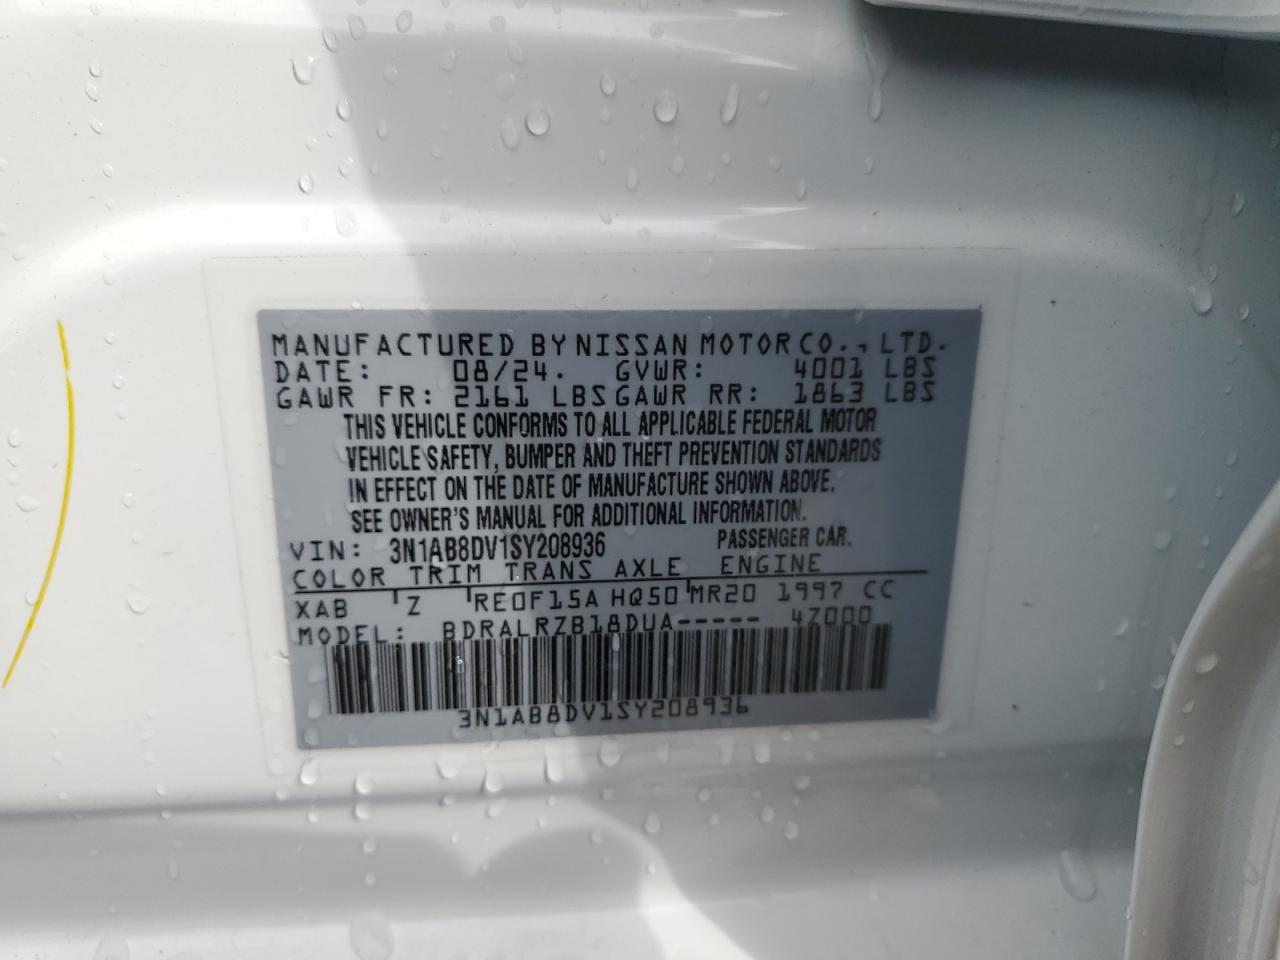 MANUFACTURED BY NISSAN MOTOR CO., LTD.
DATE: 08/24. GVWR: 4001 LBS
GAWR FR: 2161 LBS GAWR RR: 1863 LBS
THIS VEHICLE CONFORMS TO ALL APPLICABLE FEDERAL MOTOR
VEHICLE SAFETY, BUMPER AND THEFT PREVENTION STANDARDS
IN EFFECT ON THE DATE OF MANUFACTURE SHOWN ABOVE.
SEE OWNER'S MANUAL FOR ADDITIONAL INFORMATION.
VIN: 3N1AB8DV1SY208936 PASSENGER CAR.
COLOR TRIM TRANS AXLE ENGINE
XAB Z RE0F15A HQ50 MR20 1997 CC
MODEL: BDRALRZB18DUA----- 4Z000
3N1AB8DV1SY208936